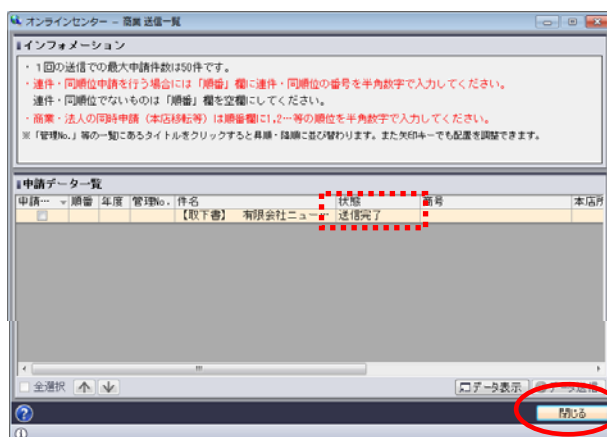 オンラインセンター － 商業 送信一覧
インフォメーション
・１回の送信での最大申請件数は50件です。
・連件・同順位申請を行う場合には「順番」欄に連件・同順位の番号を半角数字で入力してください。
連件・同順位でないものは「順番」欄を空欄にしてください。
・商業・法人の同時申請（本店移転等）は順番欄に1,2…等の順位を半角数字で入力してください。
※「管理No.」等の一覧にあるタイトルをクリックすると昇順・降順に並び替わります。また矢印キーでも配置を調整できます。
申請データ一覧
申請… 順番 年度 管理No. 件名 状態 商号 本店所
【取下書】 有限会社ニュー… 送信完了
全選択 データ表示 データ送信
閉じる